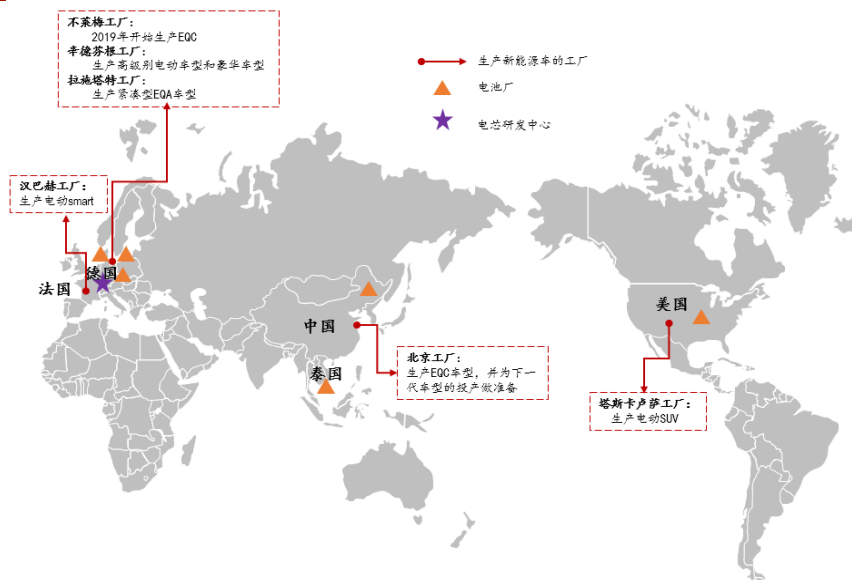 不莱梅工厂：
2019年开始生产EQC
辛德芬根工厂：
生产高级别电动车型和豪华车型
拉施塔特工厂：
生产紧凑型EQA车型
生产新能源车的工厂
电池厂
电芯研发中心
汉巴赫工厂：
生产电动smart
德国
法国
中国
美国
泰国
北京工厂：
生产EQC车型，并为下一
代车型的投产做准备
塔斯卡卢萨工厂：
生产电动SUV